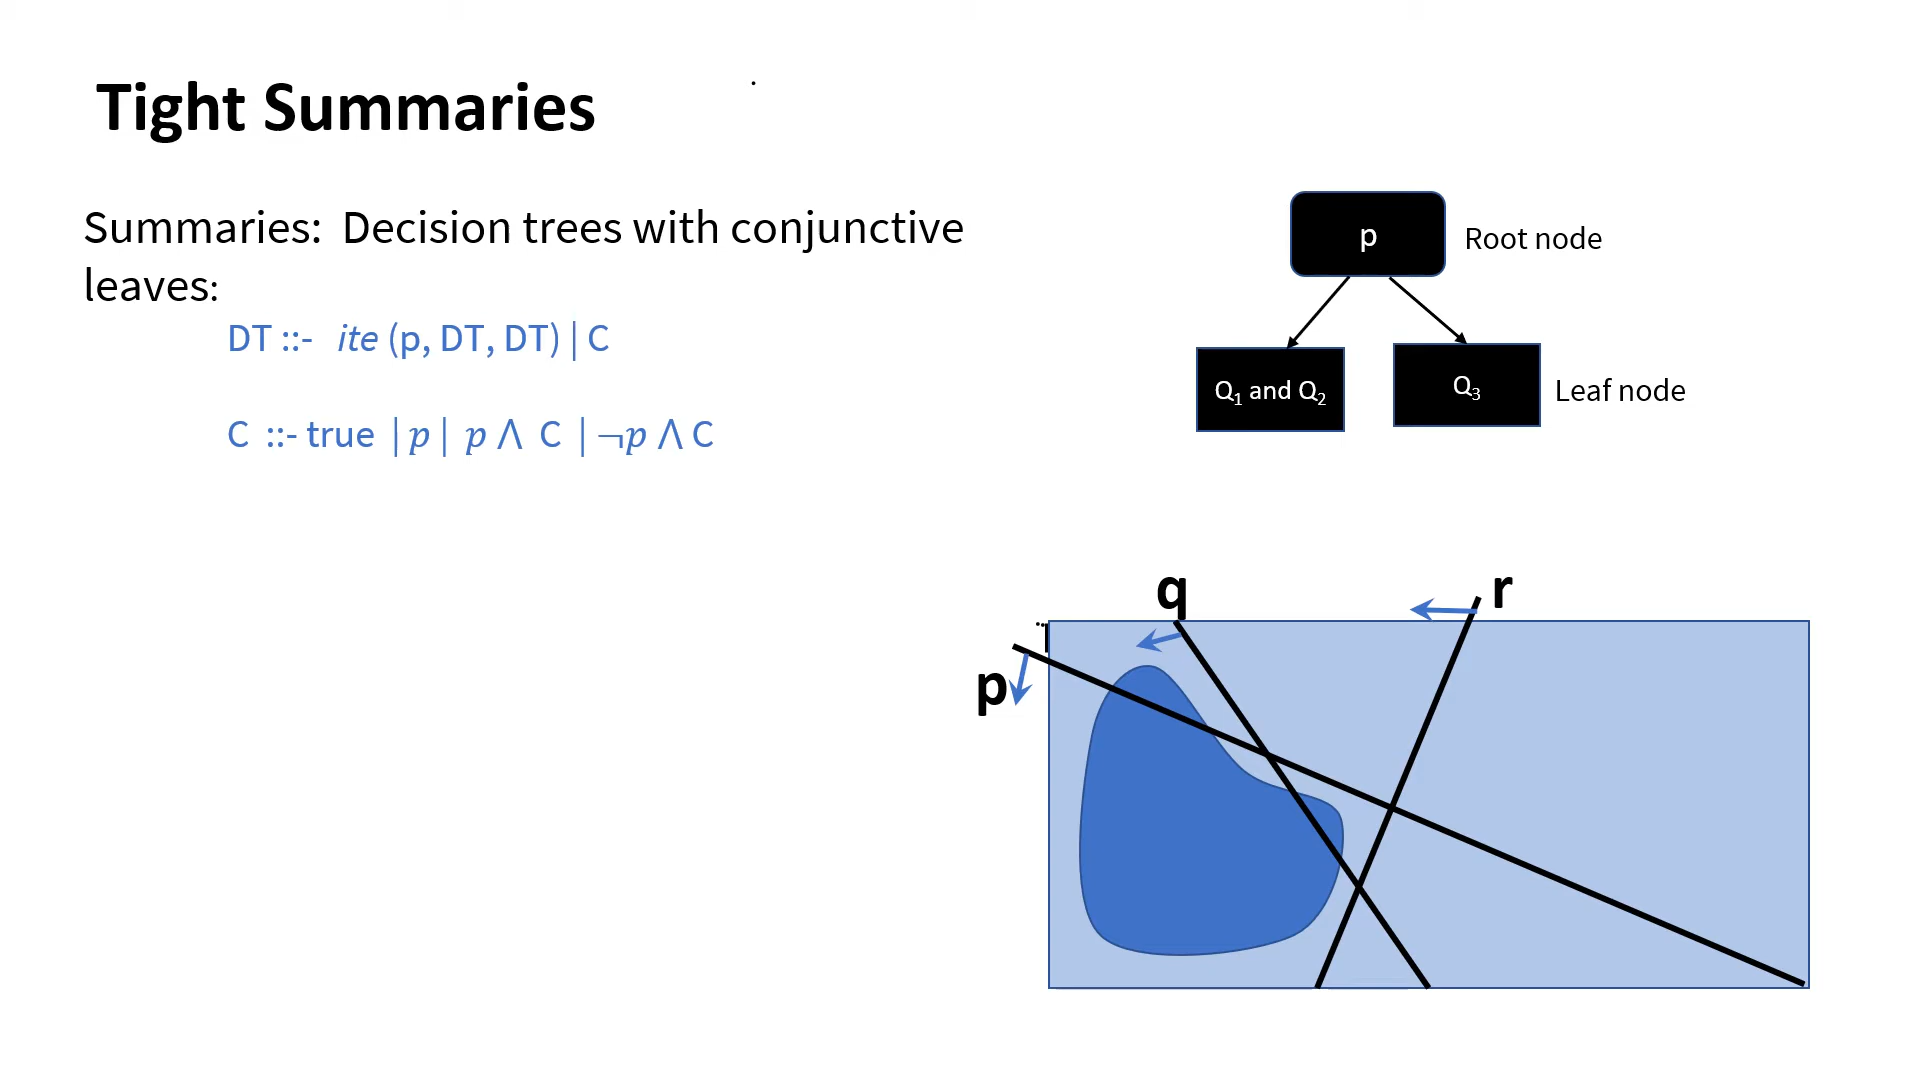 Tight Summaries
Summaries: Decision trees with conjunctive
leaves:
DT ::- ite (p, DT, DT) | C
C ::- true | p | p ⋀ C | ¬p ⋀ C
p
Root node
Q₁ and Q₂
Q₃
Leaf node
q
r
p